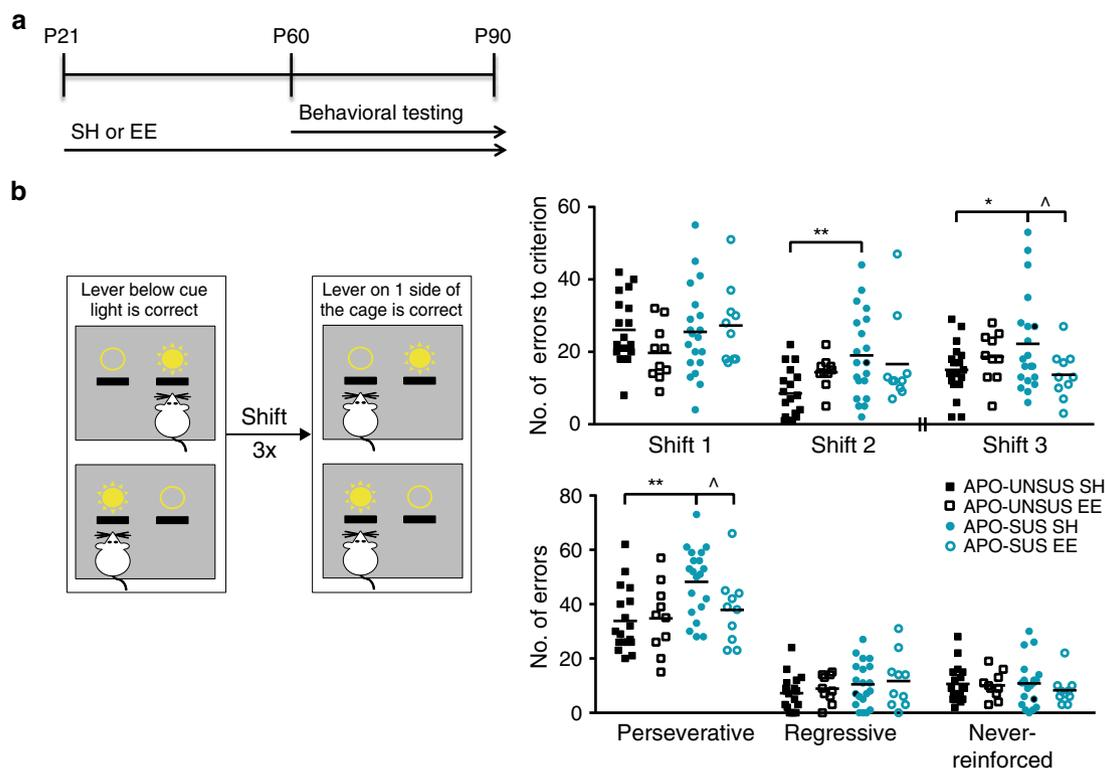 a
P21 P60 P90
Behavioral testing
SH or EE
b
Lever below cue
light is correct
Shift
3x
Lever on 1 side of
the cage is correct
No. of errors to criterion
60
40
20
0
** * ^
Shift 1 Shift 2 Shift 3
No. of errors
80
60
40
20
0
** ^
APO-UNSUS SH
APO-UNSUS EE
APO-SUS SH
APO-SUS EE
Perseverative Regressive Never-
reinforced